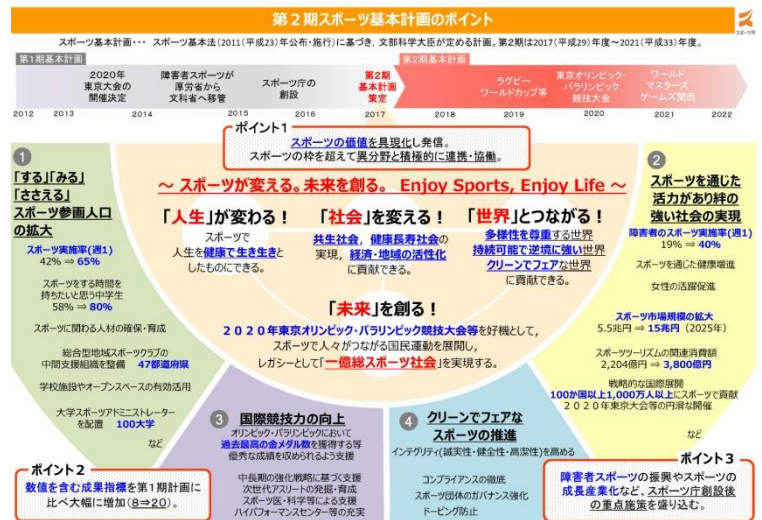 第2期スポーツ基本計画のポイント
スポーツ庁
スポーツ基本計画・・・ スポーツ基本法(2011(平成23)年公布・施行)に基づき,文部科学大臣が定める計画。第2期は2017(平成29)年度~2021(平成33)年度。
第1期基本計画
第2期基本計画
2020年
東京大会の
開催決定
障害者スポーツが
厚労省から
文科省へ移管
スポーツ庁の
創設
第2期
基本計画
策定
ラグビー
ワールドカップ等
東京オリンピック・
パラリンピック
競技大会
ワールド
マスターズ
ゲームズ関西
2012 2013 2014 2015 2016 2017 2018 2019 2020 2021 2022
ポイント1
スポーツの価値を具現化し発信。
スポーツの枠を超えて異分野と積極的に連携・協働。
~ スポーツが変える。未来を創る。 Enjoy Sports, Enjoy Life ~
「人生」が変わる!
スポーツで
人生を健康で生き生きと
したものにできる。
「社会」を変える!
共生社会,健康長寿社会の
実現,経済・地域の活性化
に貢献できる。
「世界」とつながる!
多様性を尊重する世界
持続可能で逆境に強い世界
クリーンでフェアな世界
に貢献できる。
「未来」を創る!
2020年東京オリンピック・パラリンピック競技大会等を好機として,
スポーツで人々がつながる国民運動を展開し,
レガシーとして「一億総スポーツ社会」を実現する。
1
「する」「みる」
「ささえる」
スポーツ参画人口
の拡大
スポーツ実施率(週1)
42% ⇒ 65%
スポーツをする時間を
持ちたいと思う中学生
58% ⇒ 80%
スポーツに関わる人材の確保・育成
総合型地域スポーツクラブの
中間支援組織を整備 47都道府県
学校施設やオープンスペースの有効活用
大学スポーツアドミニストレーター
を配置 100大学
など
2
スポーツを通じた
活力があり絆の
強い社会の実現
障害者のスポーツ実施率(週1)
19% ⇒ 40%
スポーツを通じた健康増進
女性の活躍促進
スポーツ市場規模の拡大
5.5兆円 ⇒ 15兆円(2025年)
スポーツツーリズムの関連消費額
2,204億円 ⇒ 3,800億円
戦略的な国際展開
100か国以上1,000万人以上にスポーツで貢献
2020年東京大会等の円滑な開催
など
3
国際競技力の向上
オリンピック・パラリンピックにおいて
過去最高の金メダル数を獲得する等
優秀な成績を収められるよう支援
中長期の強化戦略に基づく支援
次世代アスリートの発掘・育成
スポーツ医・科学等による支援
ハイパフォーマンスセンター等の充実
4
クリーンでフェアな
スポーツの推進
インテグリティ(誠実性・健全性・高潔性)を高める
コンプライアンスの徹底
スポーツ団体のガバナンス強化
ドーピング防止
ポイント2
数値を含む成果指標を第1期計画に
比べ大幅に増加(8⇒20)。
ポイント3
障害者スポーツの振興やスポーツの
成長産業化など、スポーツ庁創設後
の重点施策を盛り込む。